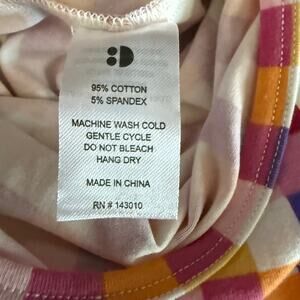 95% COTTON
5% SPANDEX
MACHINE WASH COLD
GENTLE CYCLE
DO NOT BLEACH
HANG DRY
MADE IN CHINA
RN # 143010